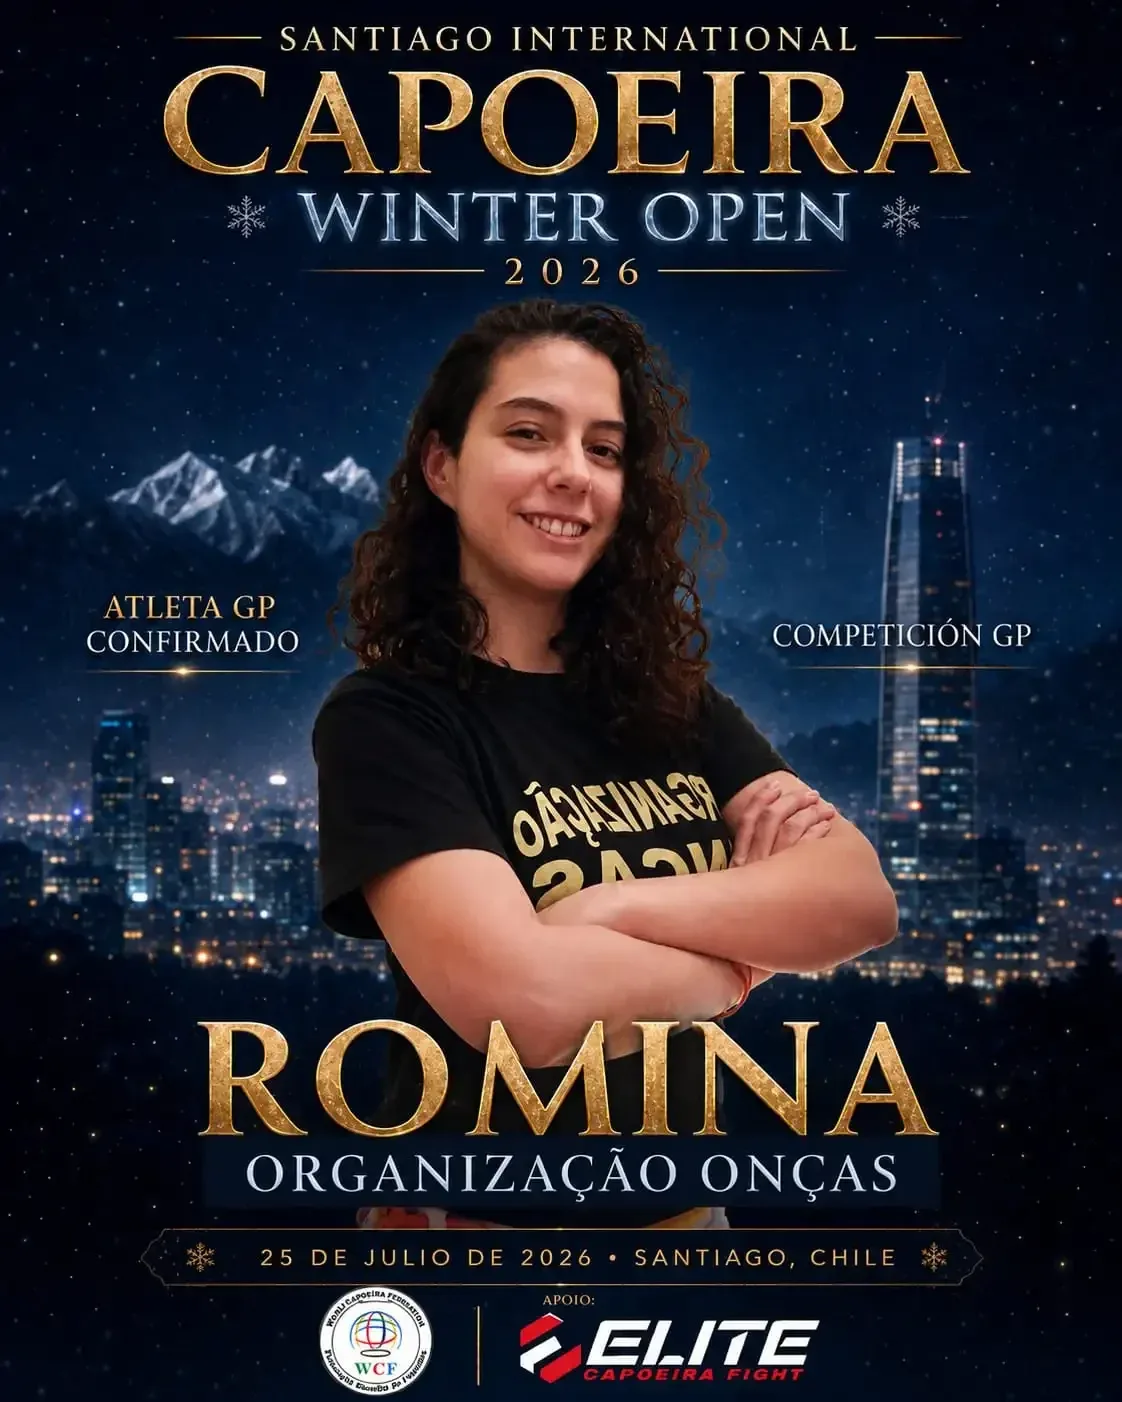 SANTIAGO INTERNATIONAL
CAPOEIRA
WINTER OPEN
2026
ATLETA GP
CONFIRMADO
COMPETICIÓN GP
ORGANIZAÇÃO
ROMINA
ORGANIZAÇÃO ONÇAS
25 DE JULIO DE 2026 • SANTIAGO, CHILE
WORLD CAPOEIRA FEDERATION
WCF
APOIO:
ELITE
CAPOEIRA FIGHT